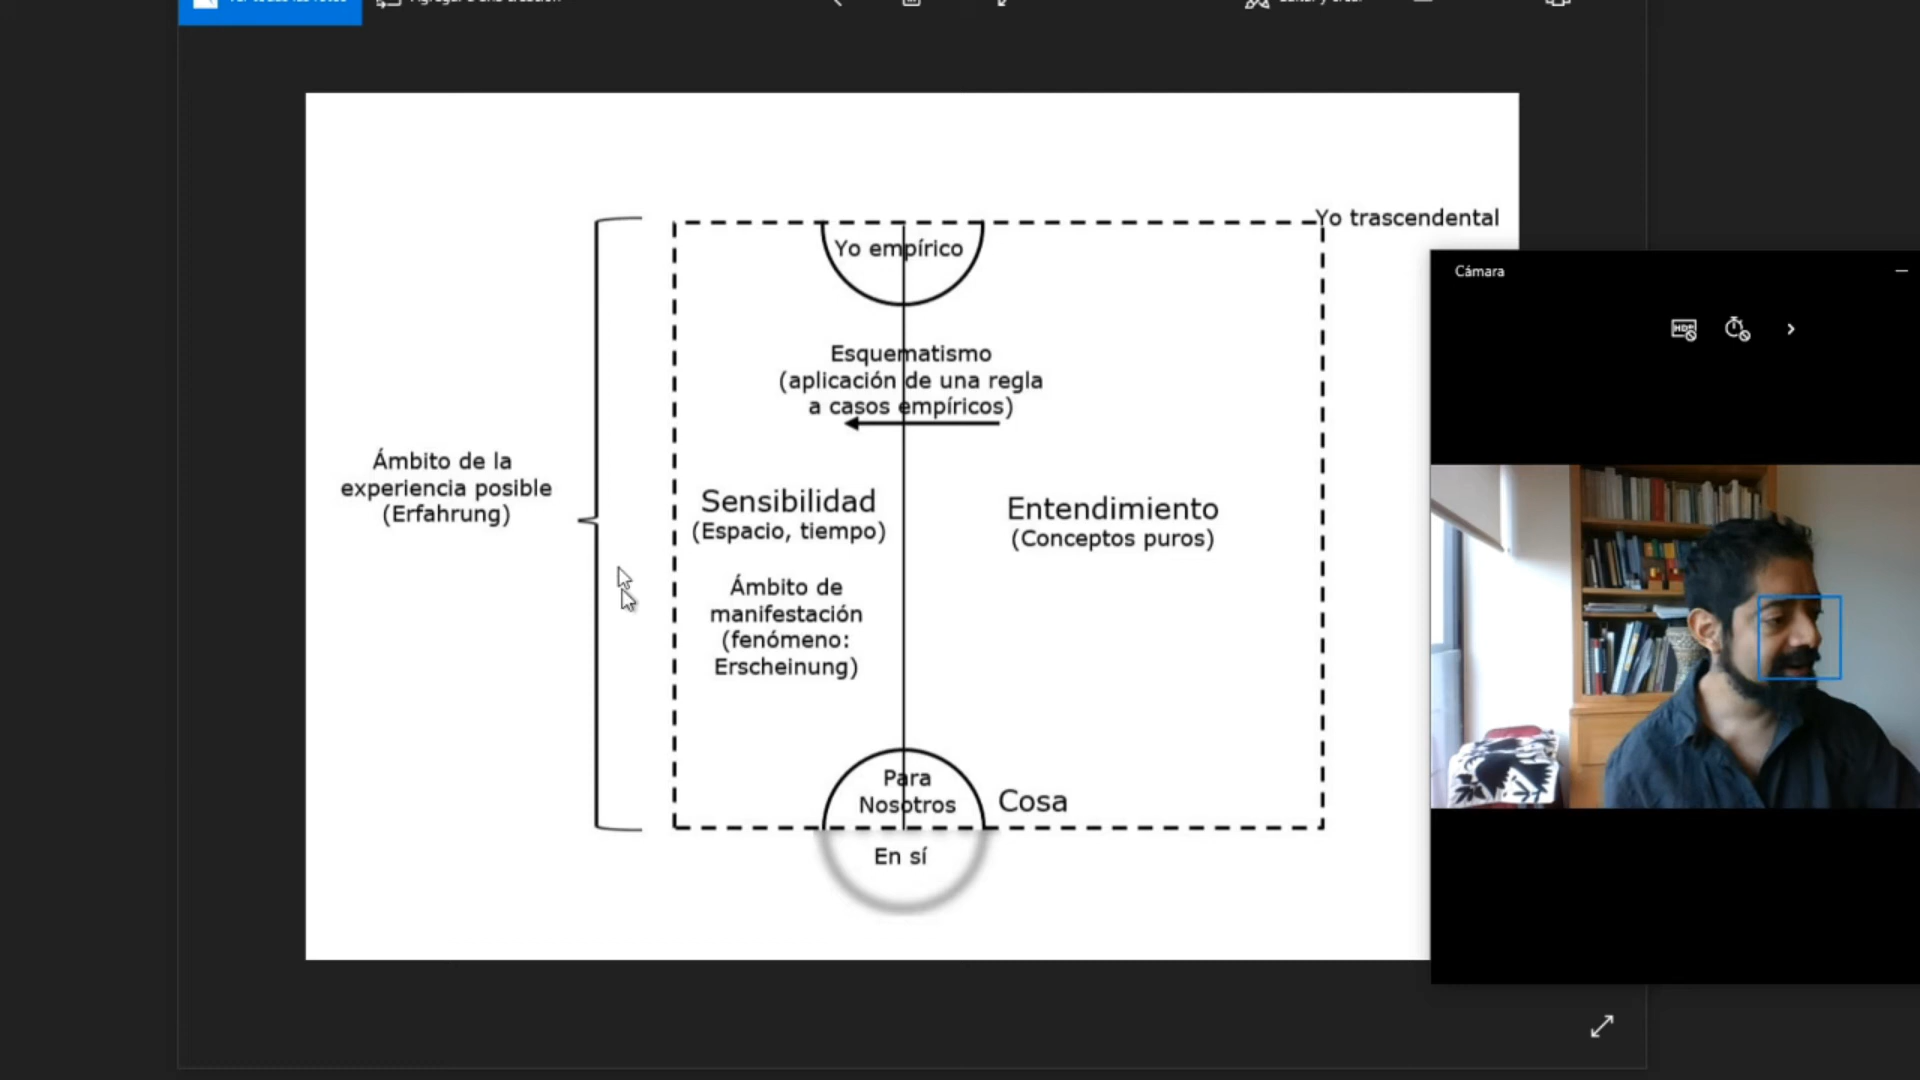 Yo trascendental
Yo empírico
Cámara
HDR
Esquematismo
(aplicación de una regla
a casos empíricos)
Ámbito de la
experiencia posible
(Erfahrung)
Sensibilidad
(Espacio, tiempo)
Entendimiento
(Conceptos puros)
Ámbito de
manifestación
(fenómeno:
Erscheinung)
Para
Nosotros
Cosa
En sí